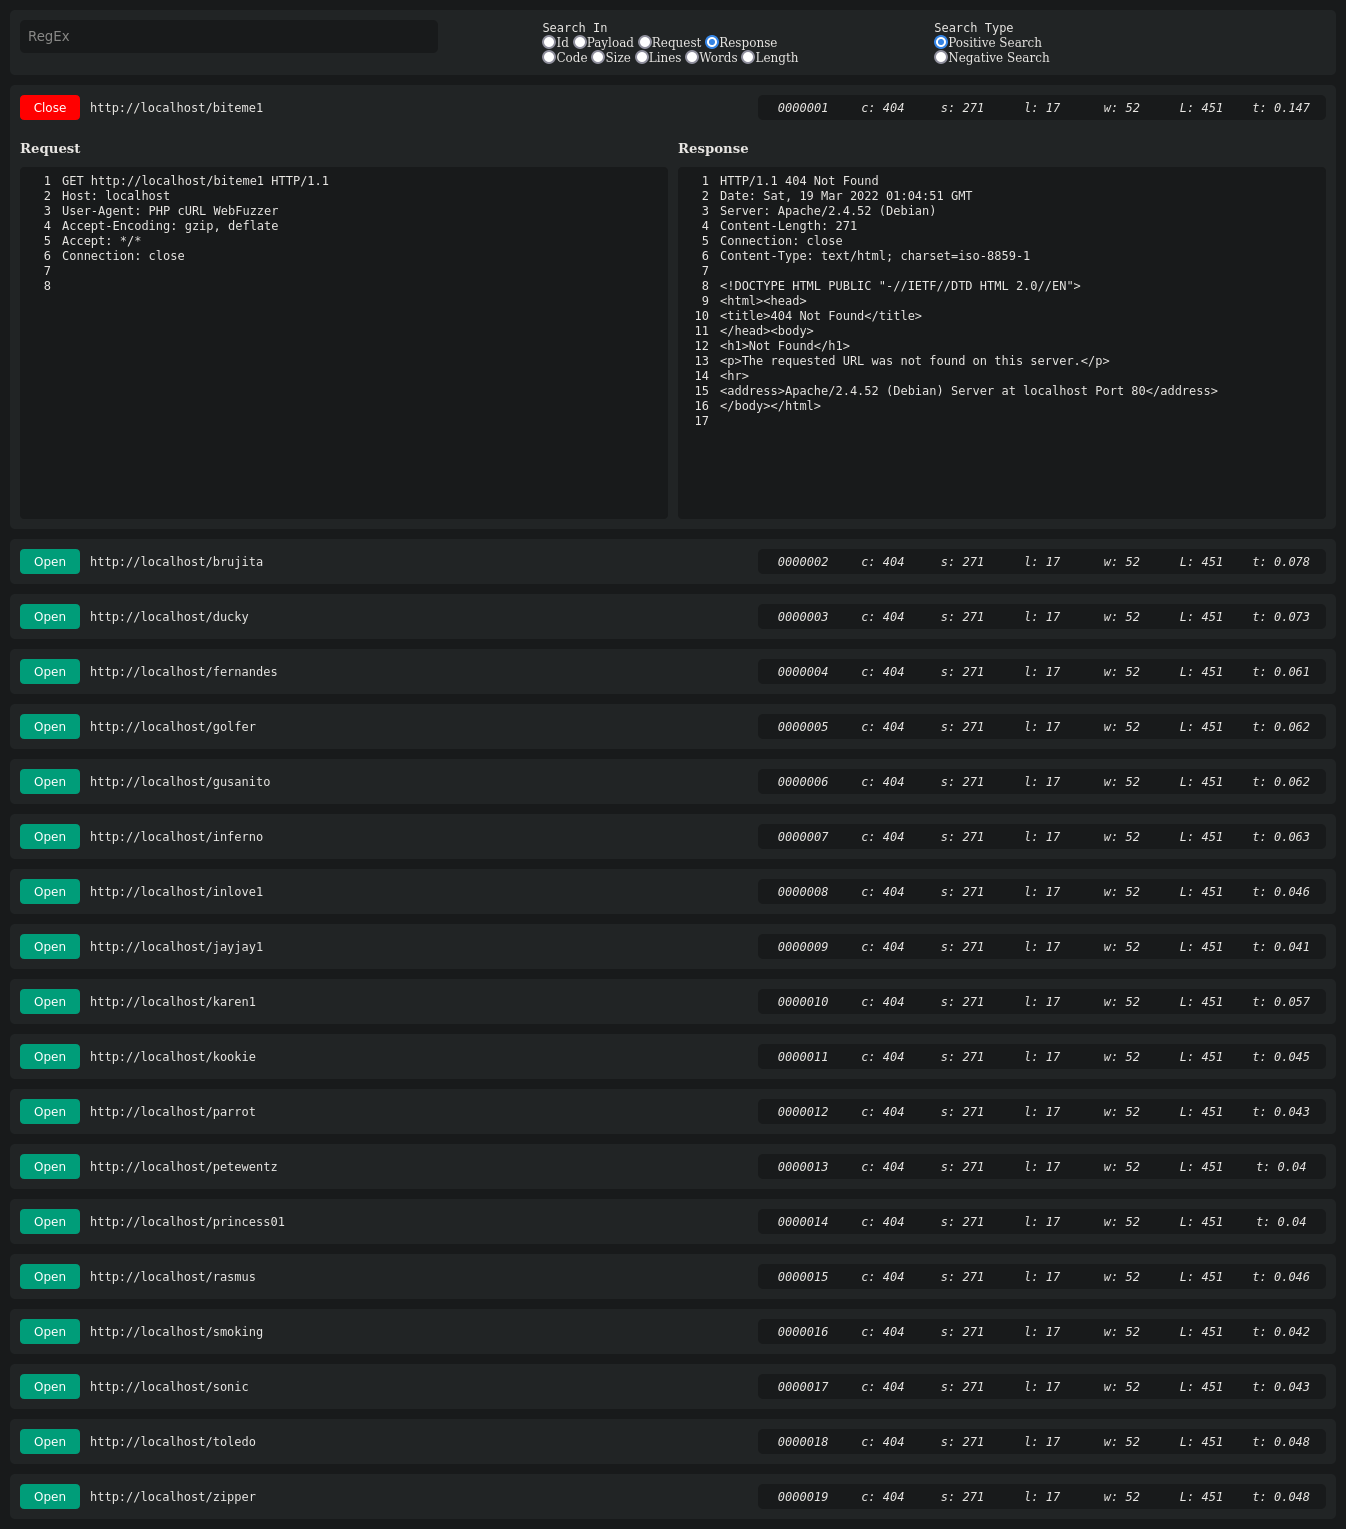 RegEx
Search In
Id Payload Request Response
Code Size Lines Words Length
Search Type
Positive Search
Negative Search
Close http://localhost/biteme1 0000001 c: 404 s: 271 l: 17 w: 52 L: 451 t: 0.147
Request
1 GET http://localhost/biteme1 HTTP/1.1
2 Host: localhost
3 User-Agent: PHP cURL WebFuzzer
4 Accept-Encoding: gzip, deflate
5 Accept: */*
6 Connection: close
7
8
Response
1 HTTP/1.1 404 Not Found
2 Date: Sat, 19 Mar 2022 01:04:51 GMT
3 Server: Apache/2.4.52 (Debian)
4 Content-Length: 271
5 Connection: close
6 Content-Type: text/html; charset=iso-8859-1
7
8 <!DOCTYPE HTML PUBLIC "-//IETF//DTD HTML 2.0//EN">
9 <html><head>
10 <title>404 Not Found</title>
11 </head><body>
12 <h1>Not Found</h1>
13 <p>The requested URL was not found on this server.</p>
14 <hr>
15 <address>Apache/2.4.52 (Debian) Server at localhost Port 80</address>
16 </body></html>
17
Open http://localhost/brujita 0000002 c: 404 s: 271 l: 17 w: 52 L: 451 t: 0.078
Open http://localhost/ducky 0000003 c: 404 s: 271 l: 17 w: 52 L: 451 t: 0.073
Open http://localhost/fernandes 0000004 c: 404 s: 271 l: 17 w: 52 L: 451 t: 0.061
Open http://localhost/golfer 0000005 c: 404 s: 271 l: 17 w: 52 L: 451 t: 0.062
Open http://localhost/gusanito 0000006 c: 404 s: 271 l: 17 w: 52 L: 451 t: 0.062
Open http://localhost/inferno 0000007 c: 404 s: 271 l: 17 w: 52 L: 451 t: 0.063
Open http://localhost/inlove1 0000008 c: 404 s: 271 l: 17 w: 52 L: 451 t: 0.046
Open http://localhost/jayjay1 0000009 c: 404 s: 271 l: 17 w: 52 L: 451 t: 0.041
Open http://localhost/karen1 0000010 c: 404 s: 271 l: 17 w: 52 L: 451 t: 0.057
Open http://localhost/kookie 0000011 c: 404 s: 271 l: 17 w: 52 L: 451 t: 0.045
Open http://localhost/parrot 0000012 c: 404 s: 271 l: 17 w: 52 L: 451 t: 0.043
Open http://localhost/petewentz 0000013 c: 404 s: 271 l: 17 w: 52 L: 451 t: 0.04
Open http://localhost/princess01 0000014 c: 404 s: 271 l: 17 w: 52 L: 451 t: 0.04
Open http://localhost/rasmus 0000015 c: 404 s: 271 l: 17 w: 52 L: 451 t: 0.046
Open http://localhost/smoking 0000016 c: 404 s: 271 l: 17 w: 52 L: 451 t: 0.042
Open http://localhost/sonic 0000017 c: 404 s: 271 l: 17 w: 52 L: 451 t: 0.043
Open http://localhost/toledo 0000018 c: 404 s: 271 l: 17 w: 52 L: 451 t: 0.048
Open http://localhost/zipper 0000019 c: 404 s: 271 l: 17 w: 52 L: 451 t: 0.048